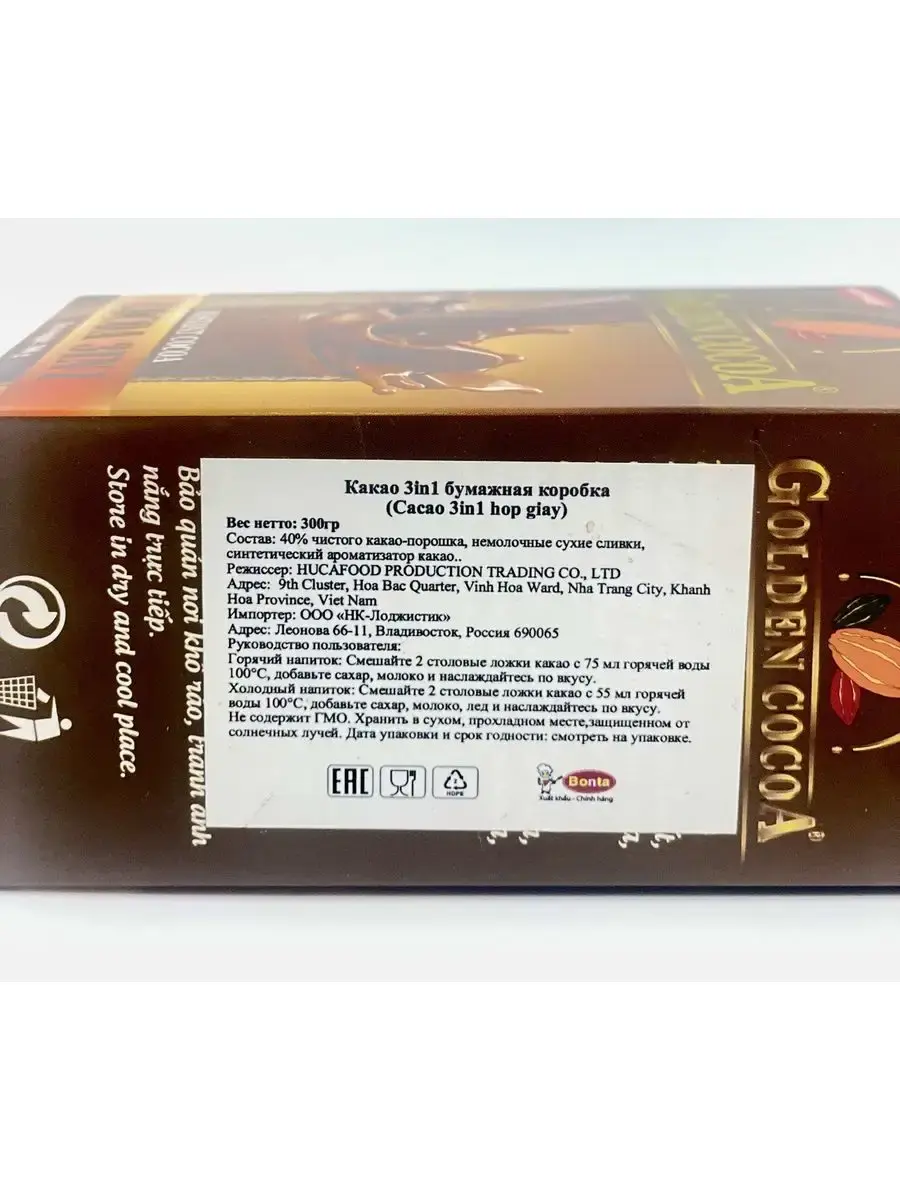 Какао 3in1 бумажная коробка
(Cacao 3in1 hop giay)
Вес нетто: 300гр
Состав: 40% чистого какао-порошка, немолочные сухие сливки,
синтетический ароматизатор какао..
Режиссер: HUCAFOOD PRODUCTION TRADING CO., LTD
Адрес: 9th Cluster, Hoa Bac Quarter, Vinh Hoa Ward, Nha Trang City, Khanh
Hoa Province, Viet Nam
Импортер: ООО «НК-Лоджистик»
Адрес: Леонова 66-11, Владивосток, Россия 690065
Руководство пользователя:
Горячий напиток: Смешайте 2 столовые ложки какао с 75 мл горячей воды
100°С, добавьте сахар, молоко и наслаждайтесь по вкусу.
Холодный напиток: Смешайте 2 столовые ложки какао с 55 мл горячей
воды 100°С, добавьте сахар, молоко, лед и наслаждайтесь по вкусу.
Не содержит ГМО. Хранить в сухом, прохладном месте,защищенном от
солнечных лучей. Дата упаковки и срок годности: смотреть на упаковке.
EAC
HDPE
Bonta
Xuất khẩu - Chính hãng
GOLDEN COCOA®
Bảo quản nơi khô ráo, tránh ánh
nắng trực tiếp.
Store in dry and cool place.
GOLDEN COCOA®
COCOA